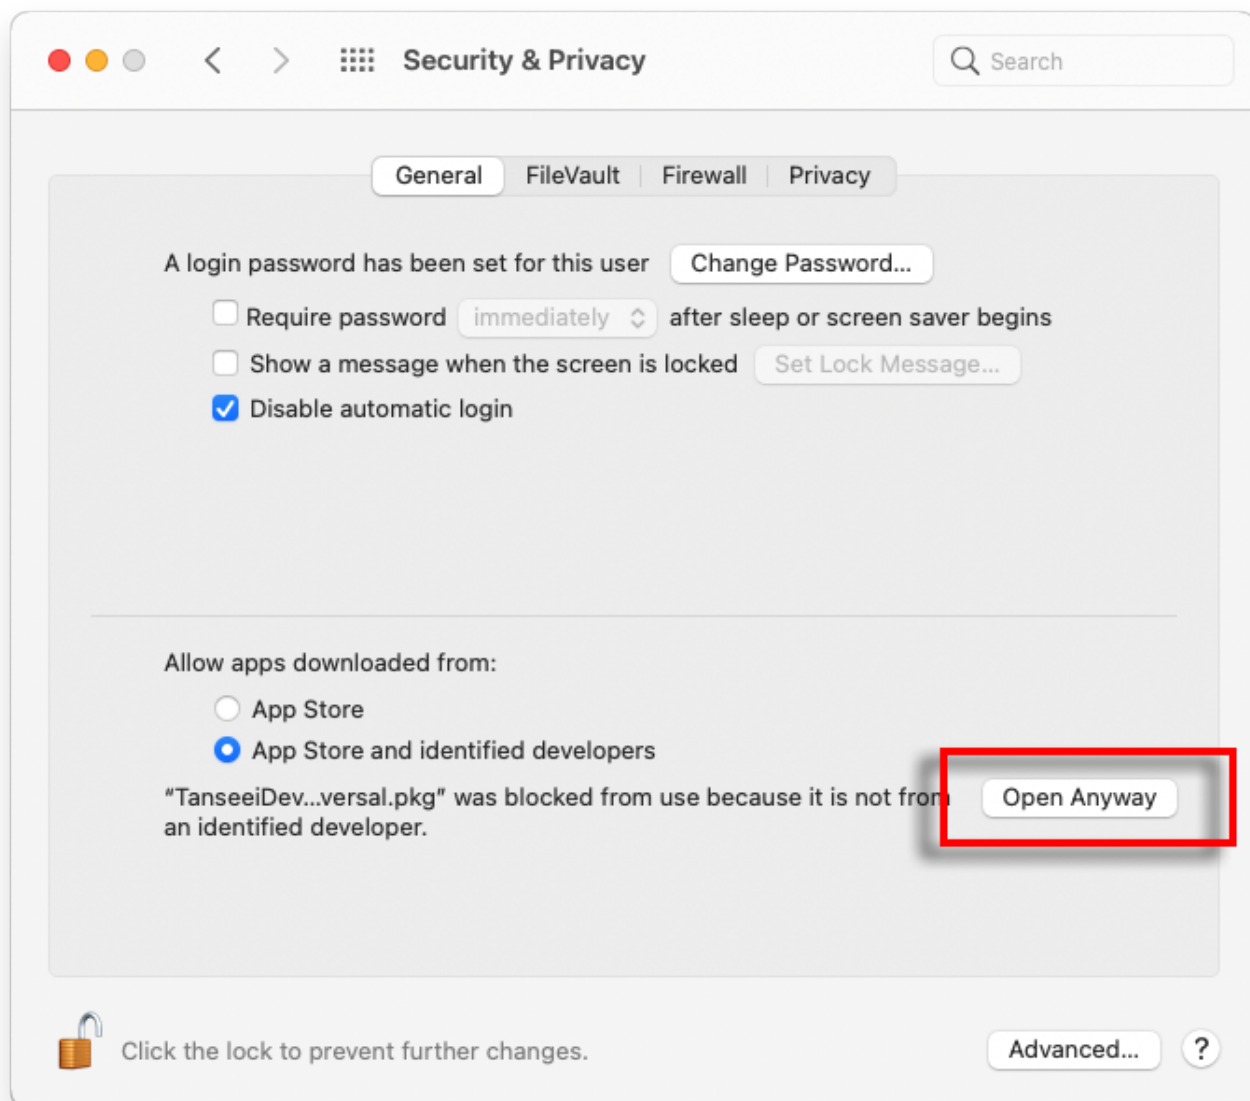 Security & Privacy
Search
General FileVault Firewall Privacy
A login password has been set for this user Change Password...
Require password immediately after sleep or screen saver begins
Show a message when the screen is locked Set Lock Message...
Disable automatic login
Allow apps downloaded from:
App Store
App Store and identified developers
“TanseeiDev...versal.pkg” was blocked from use because it is not from Open Anyway
an identified developer.
Click the lock to prevent further changes. Advanced... ?